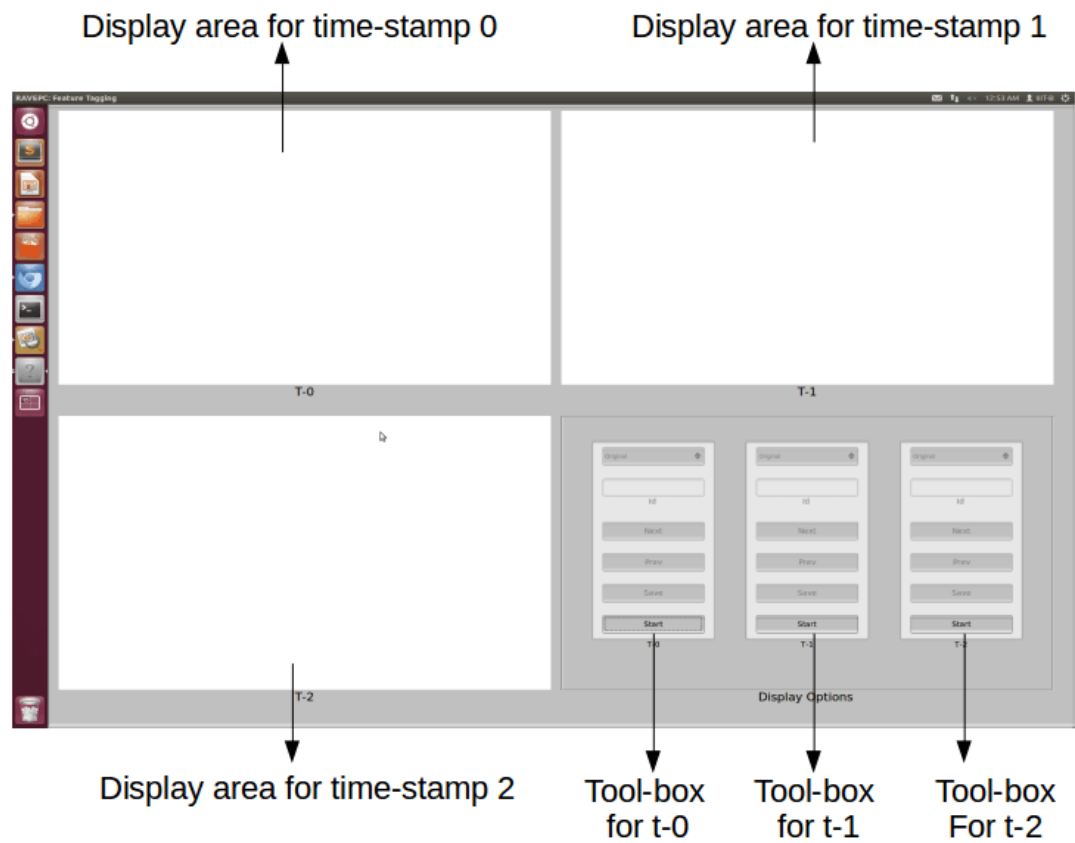 Display area for time-stamp 0
Display area for time-stamp 1
RAVEPC: Feature Tagging
12:53 AM
T-0
T-1
Original
Original
Original
Id
Id
Id
Next
Next
Next
Prev
Prev
Prev
Save
Save
Save
Start
Start
Start
T-0
T-1
T-2
T-2
Display Options
Display area for time-stamp 2
Tool-box
for t-0
Tool-box
for t-1
Tool-box
For t-2